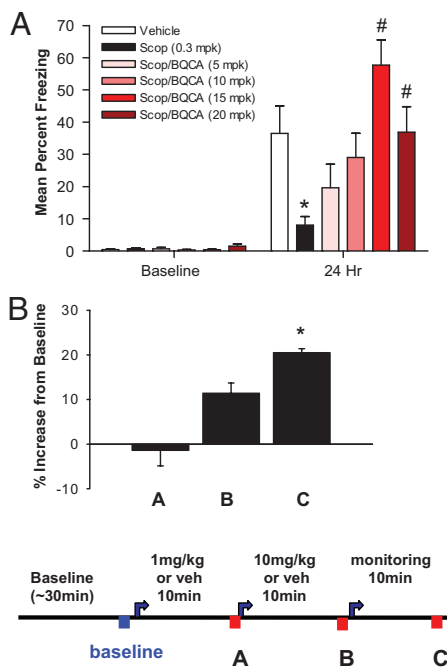 A
Vehicle
Scop (0.3 mpk)
Scop/BQCA (5 mpk)
Scop/BQCA (10 mpk)
Scop/BQCA (15 mpk)
Scop/BQCA (20 mpk)
Mean Percent Freezing
70
60
50
40
30
20
10
0
*
#
#
Baseline
24 Hr
B
% Increase from Baseline
30
20
10
0
-10
*
A
B
C
Baseline
(~30min)
1mg/kg
or veh
10min
10mg/kg
or veh
10min
monitoring
10min
baseline
A
B
C